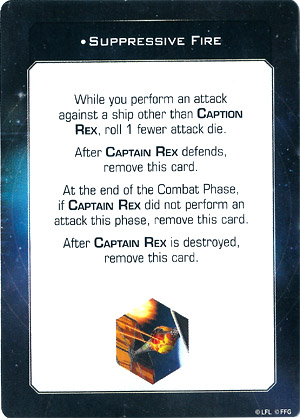 • SUPPRESSIVE FIRE
While you perform an attack
against a ship other than CAPTION
REX, roll 1 fewer attack die.
After CAPTAIN REX defends,
remove this card.
At the end of the Combat Phase,
if CAPTAIN REX did not perform an
attack this phase, remove this card.
After CAPTAIN REX is destroyed,
remove this card.
©LFL ©FFG